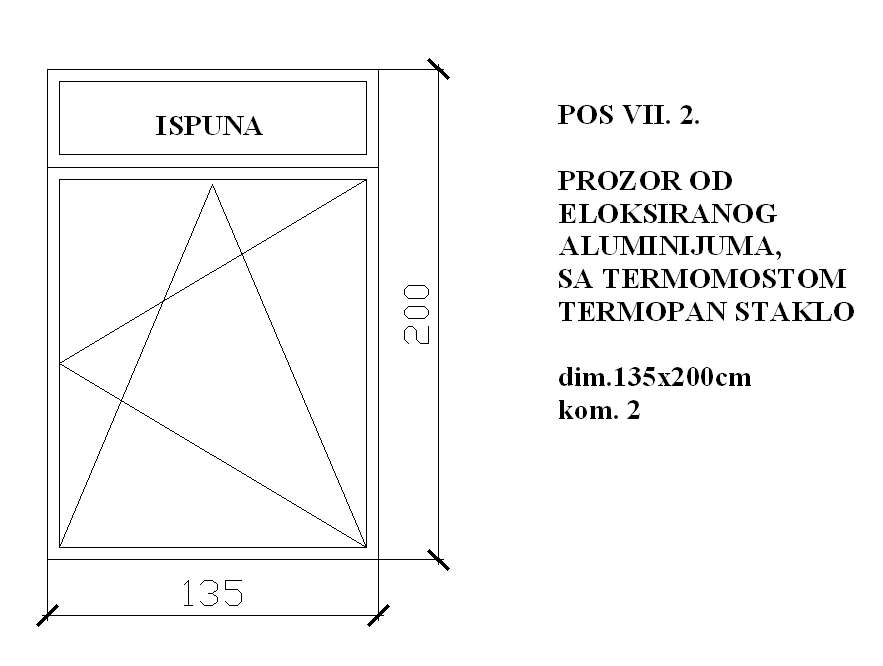 ISPUNA
200
135
POS VII. 2.
PROZOR OD
ELOKSIRANOG
ALUMINIJUMA,
SA TERMOMOSTOM
TERMOPAN STAKLO
dim.135x200cm
kom. 2